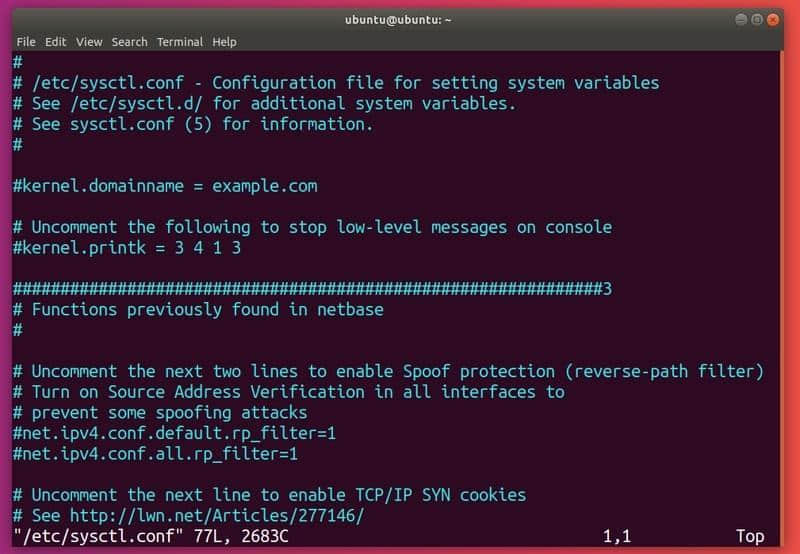 ubuntu@ubuntu: ~
File Edit View Search Terminal Help
#
# /etc/sysctl.conf - Configuration file for setting system variables
# See /etc/sysctl.d/ for additional system variables.
# See sysctl.conf (5) for information.
#
#kernel.domainname = example.com
# Uncomment the following to stop low-level messages on console
#kernel.printk = 3 4 1 3
##############################################################3
# Functions previously found in netbase
#
# Uncomment the next two lines to enable Spoof protection (reverse-path filter)
# Turn on Source Address Verification in all interfaces to
# prevent some spoofing attacks
#net.ipv4.conf.default.rp_filter=1
#net.ipv4.conf.all.rp_filter=1
# Uncomment the next line to enable TCP/IP SYN cookies
# See http://lwn.net/Articles/277146/
"/etc/sysctl.conf" 77L, 2683C 1,1 Top